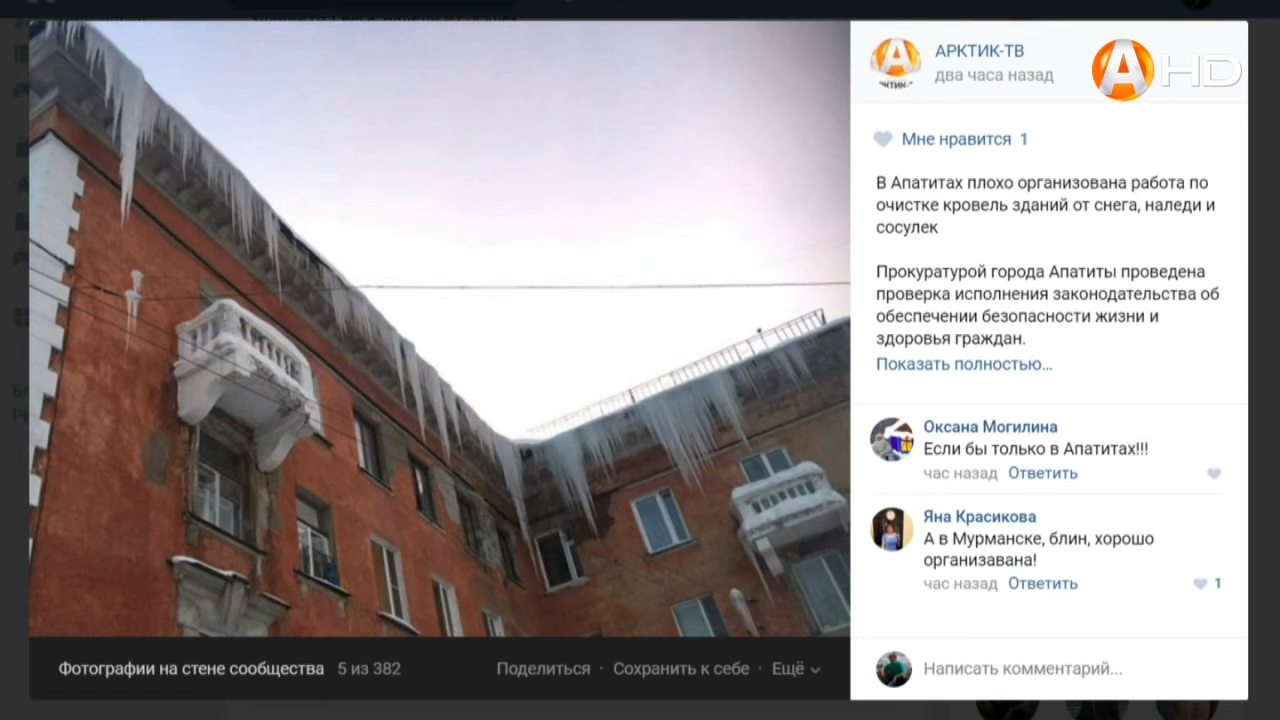 АРКТИК-ТВ
два часа назад
HD
Мне нравится 1
В Апатитах плохо организована работа по
очистке кровель зданий от снега, наледи и
сосулек
Прокуратурой города Апатиты проведена
проверка исполнения законодательства об
обеспечении безопасности жизни и
здоровья граждан.
Показать полностью...
Оксана Могилина
Если бы только в Апатитах!!!
час назад Ответить
Яна Красикова
А в Мурманске, блин, хорошо
организавана!
час назад Ответить 1
Фотографии на стене сообщества 5 из 382
Поделиться · Сохранить к себе · Ещё
Написать комментарий...